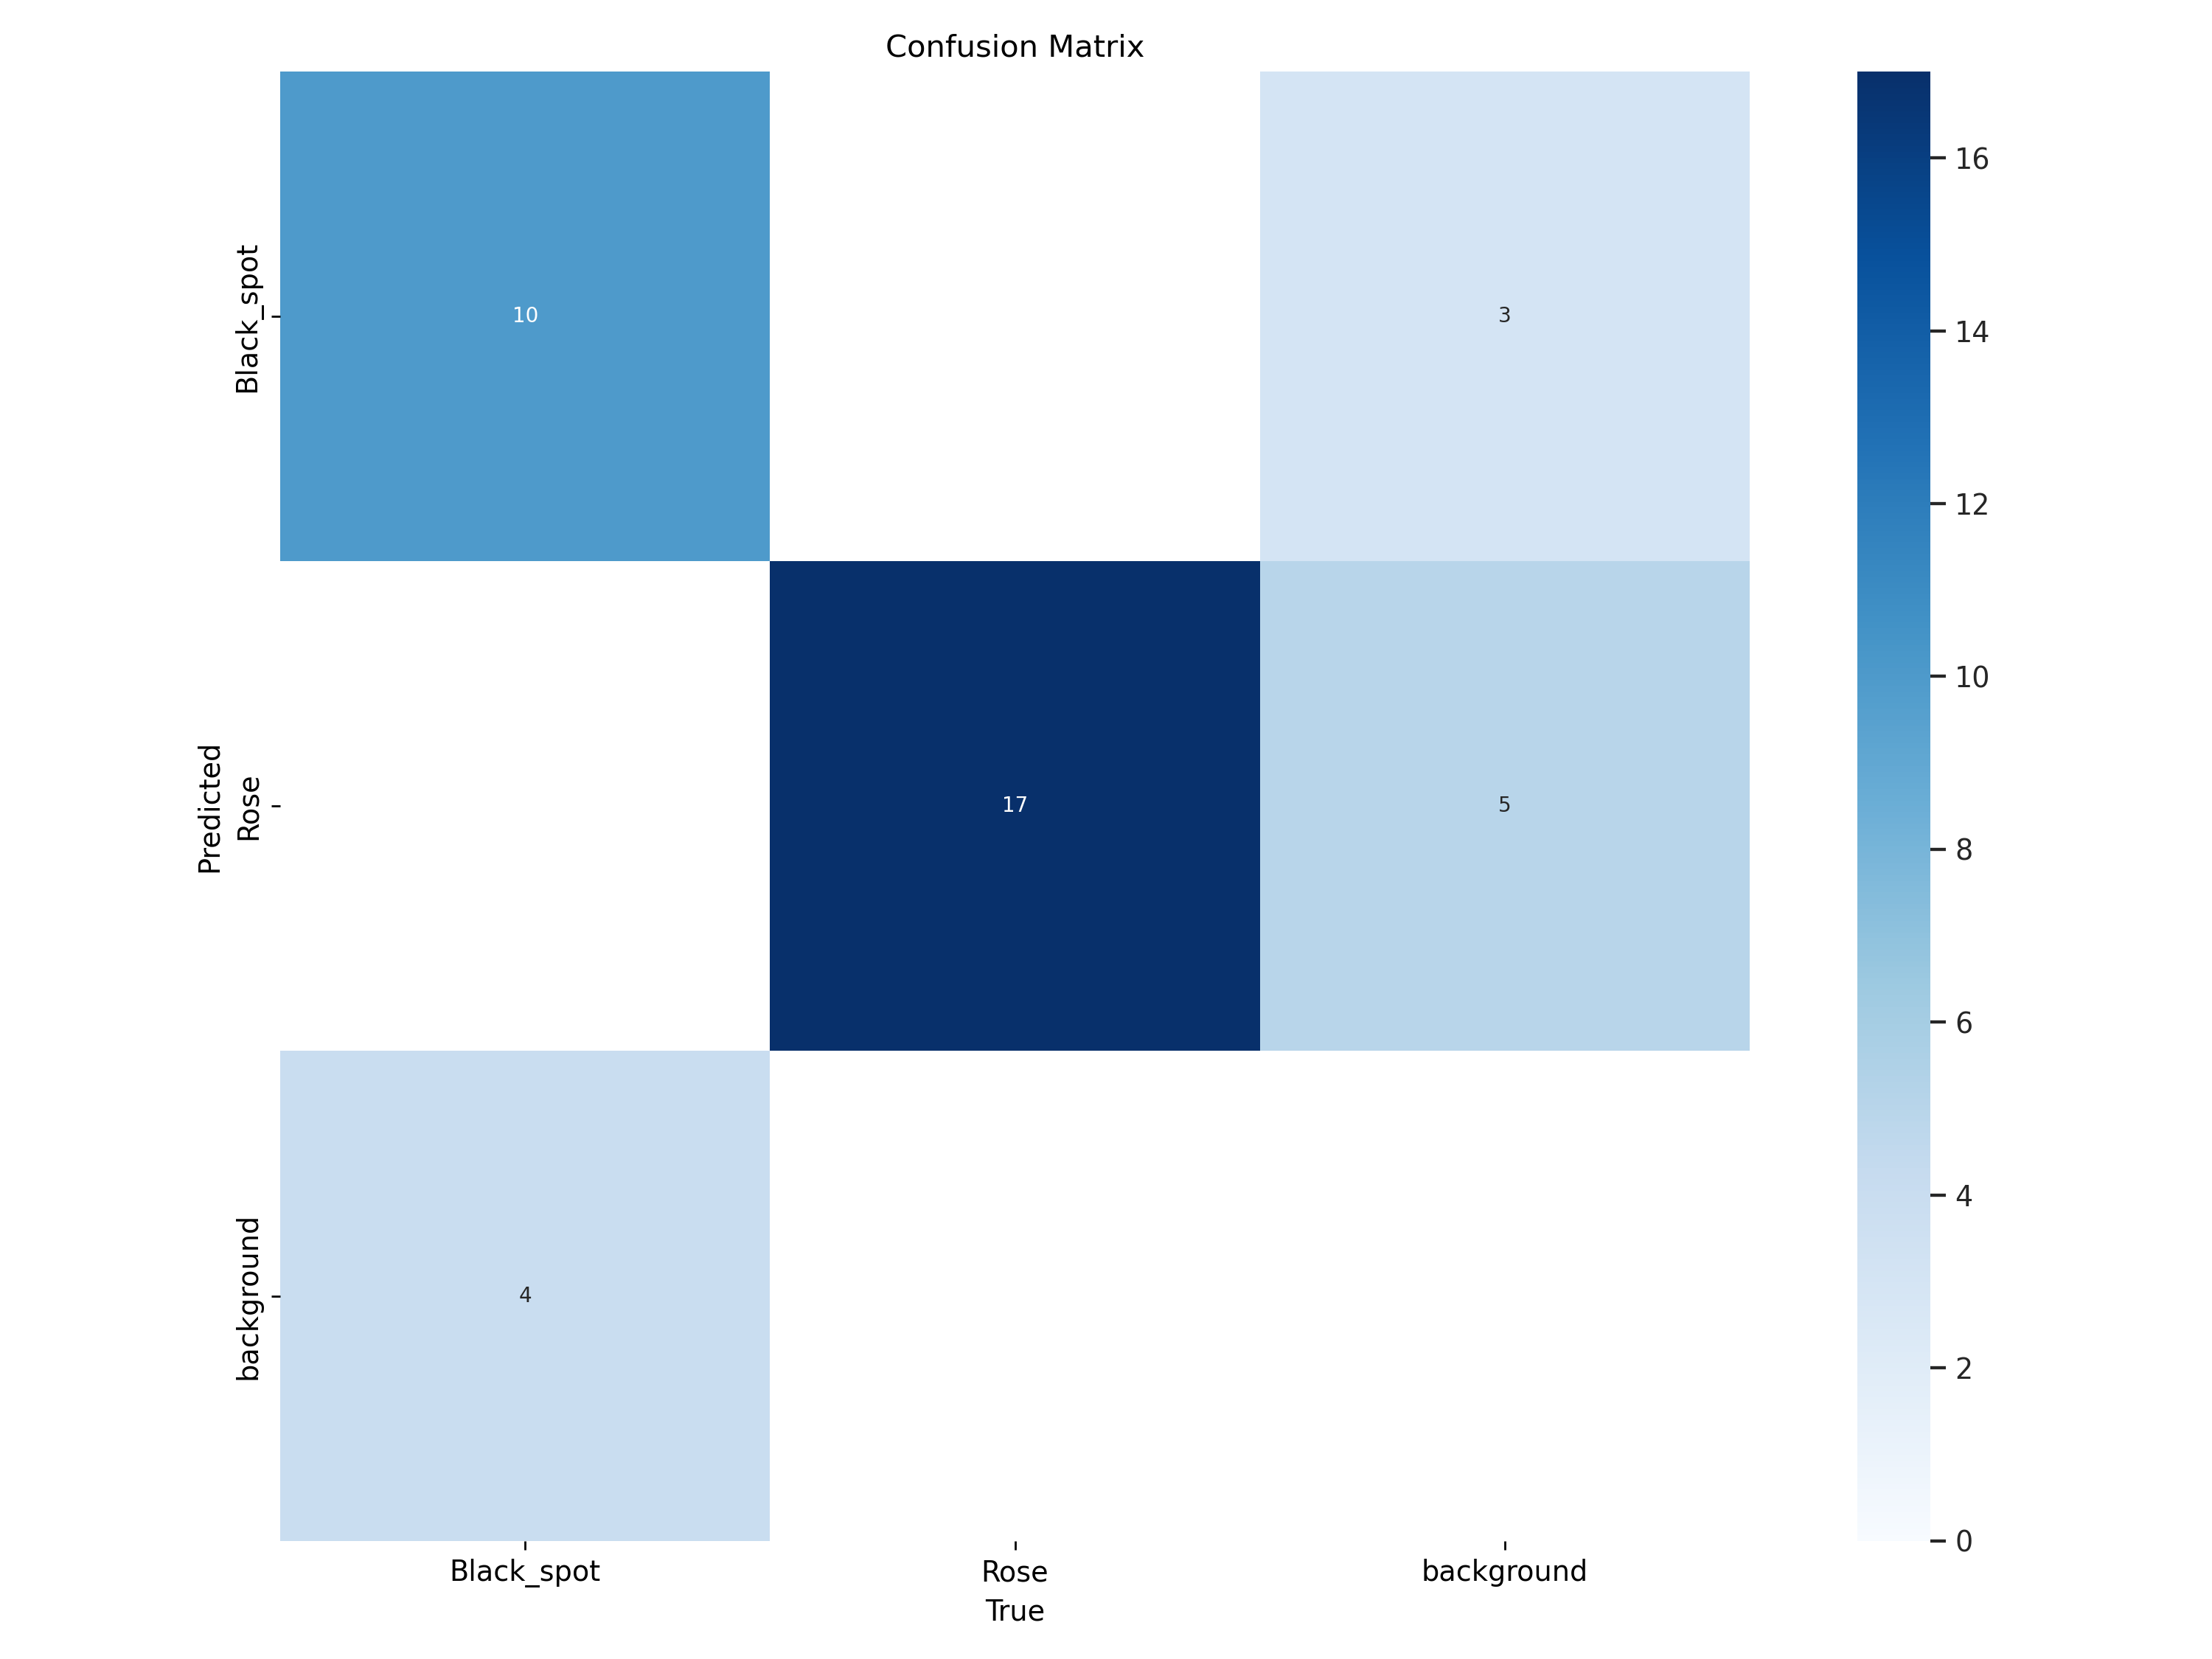 Confusion Matrix
Predicted
Black_spot
Rose
background
10
3
17
5
4
Black_spot
Rose
background
True
16
14
12
10
8
6
4
2
0